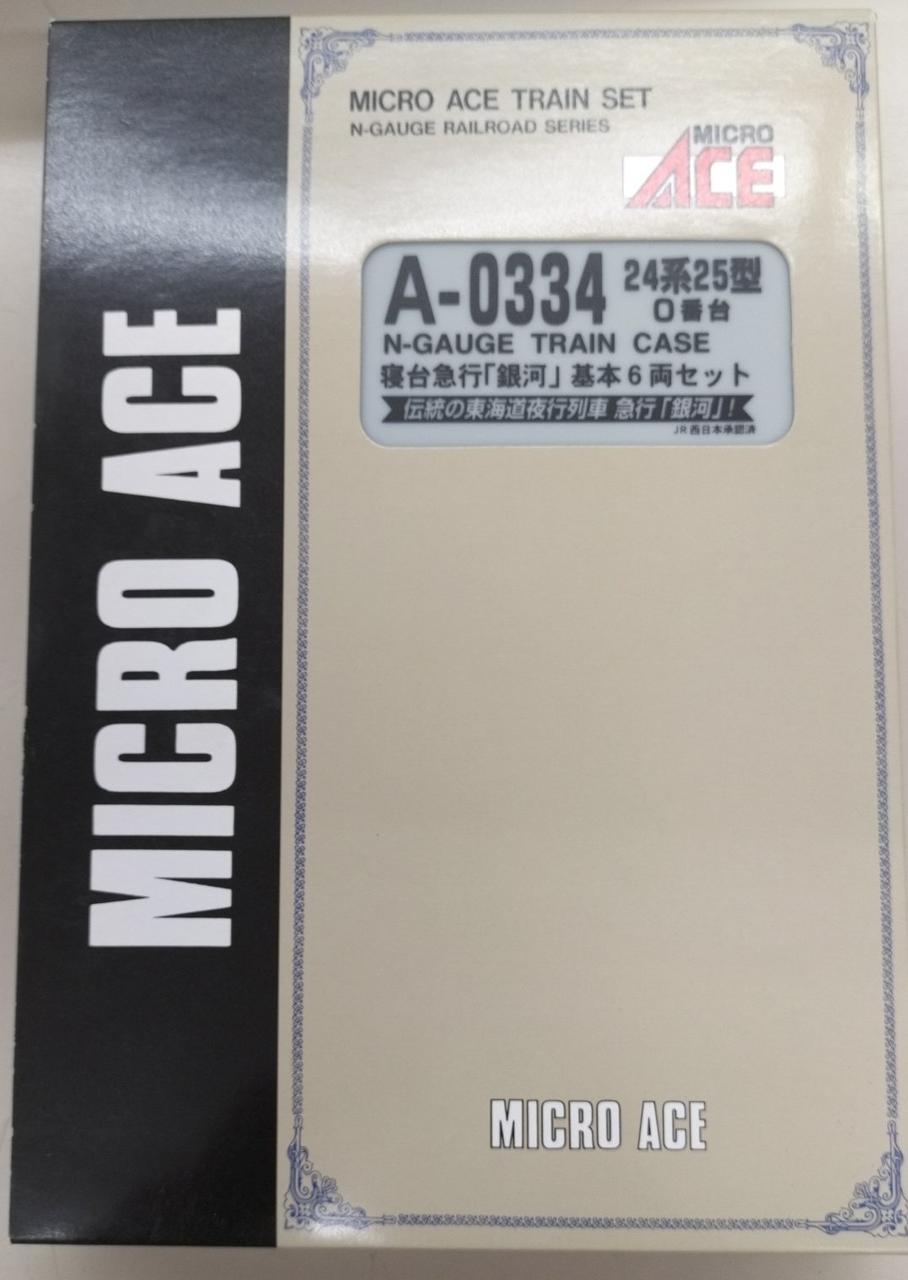 MICRO ACE TRAIN SET
N-GAUGE RAILROAD SERIES
MICRO
ACE
A-0334 24系25型
0番台
N-GAUGE TRAIN CASE
寝台急行「銀河」基本6両セット
伝統の東海道夜行列車 急行「銀河」!
JR西日本承認済
MICRO ACE
MICRO ACE